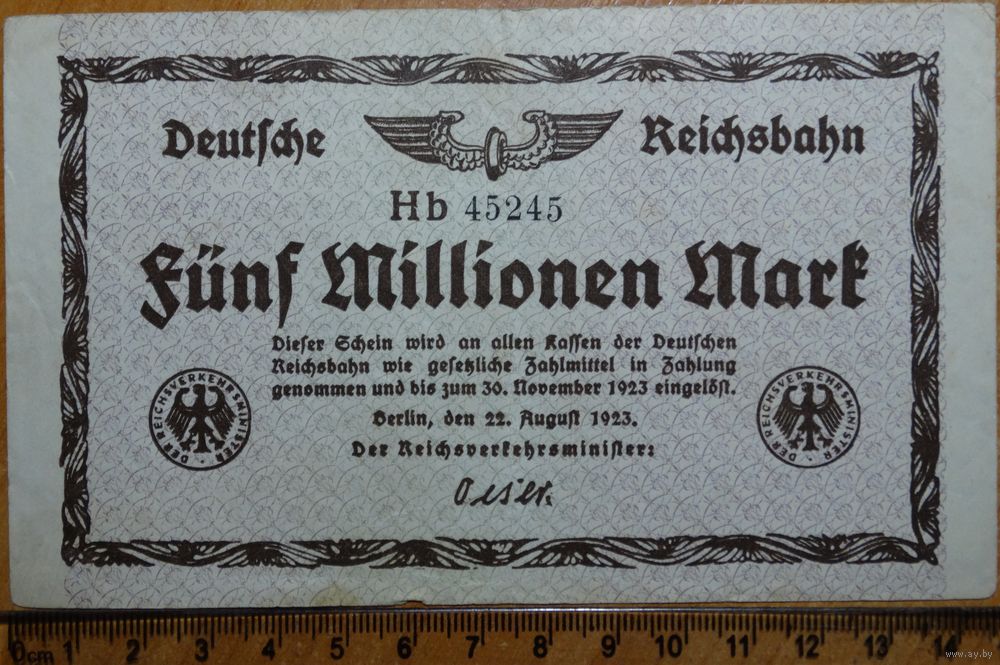 Deutsche Reichsbahn
Hb 45245
Fünf Millionen Mark
Dieser Schein wird an allen Kassen der Deutschen
Reichsbahn wie gesetzliche Zahlmittel in Zahlung
genommen und bis zum 30. November 1923 eingelöst.
Berlin, den 22. August 1923.
Der Reichsverkehrsminister:
Oeser.
DER REICHSVERKEHRSMINISTER
DER REICHSVERKEHRSMINISTER
0cm 1 2 3 4 5 6 7 8 9 10 11 12 13 14
www.ay.by